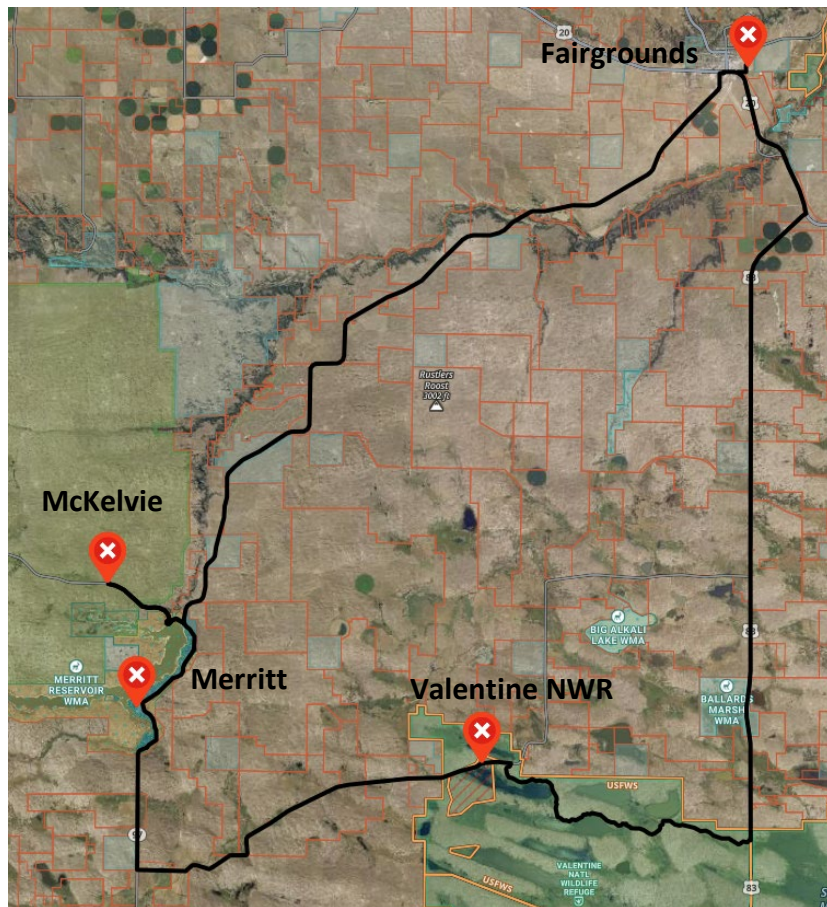 20
Fairgrounds
20
83
Rustlers
Roost
3002 ft
McKelvie
BIG ALKALI
LAKE WMA
83
MERRITT
RESERVOIR
WMA
Merritt
Valentine NWR
BALLARDS
MARSH
WMA
USFWS
97
VALENTINE
NATL
WILDLIFE
REFUGE
USFWS
83
S